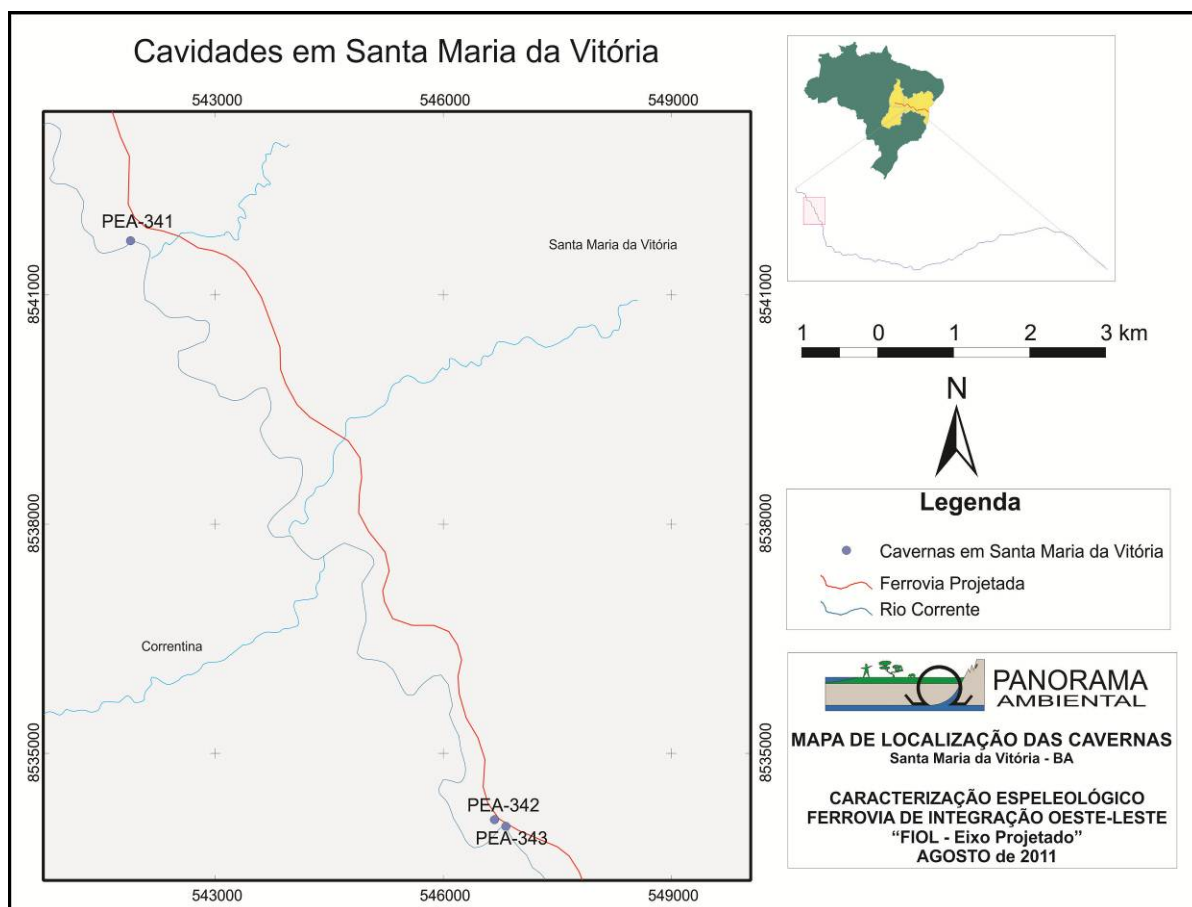 Cavidades em Santa Maria da Vitória
543000 546000 549000
PEA-341
Santa Maria da Vitória
8541000 8541000
8538000 8538000
Correntina
8535000 8535000
PEA-342
PEA-343
543000 546000 549000
1 0 1 2 3 km
N
Legenda
Cavernas em Santa Maria da Vitória
Ferrovia Projetada
Rio Corrente
PANORAMA
AMBIENTAL
MAPA DE LOCALIZAÇÃO DAS CAVERNAS
Santa Maria da Vitória - BA
CARACTERIZAÇÃO ESPELEOLÓGICO
FERROVIA DE INTEGRAÇÃO OESTE-LESTE
“FIOL - Eixo Projetado”
AGOSTO de 2011